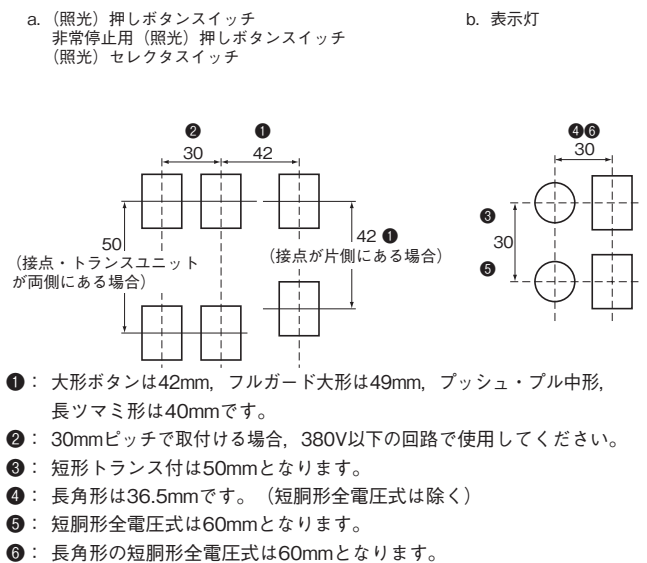 a.（照光）押しボタンスイッチ
非常停止用（照光）押しボタンスイッチ
（照光）セレクタスイッチ
b. 表示灯
❷
❶
30
42
50
（接点・トランスユニット
が両側にある場合）
42 ❶
（接点が片側にある場合）
❹❻
30
❸
30
❺
❶： 大形ボタンは42mm，フルガード大形は49mm，プッシュ・プル中形，
長ツマミ形は40mmです。
❷： 30mmピッチで取付ける場合，380V以下の回路で使用してください。
❸： 短形トランス付は50mmとなります。
❹： 長角形は36.5mmです。（短胴形全電圧式は除く）
❺： 短胴形全電圧式は60mmとなります。
❻： 長角形の短胴形全電圧式は60mmとなります。